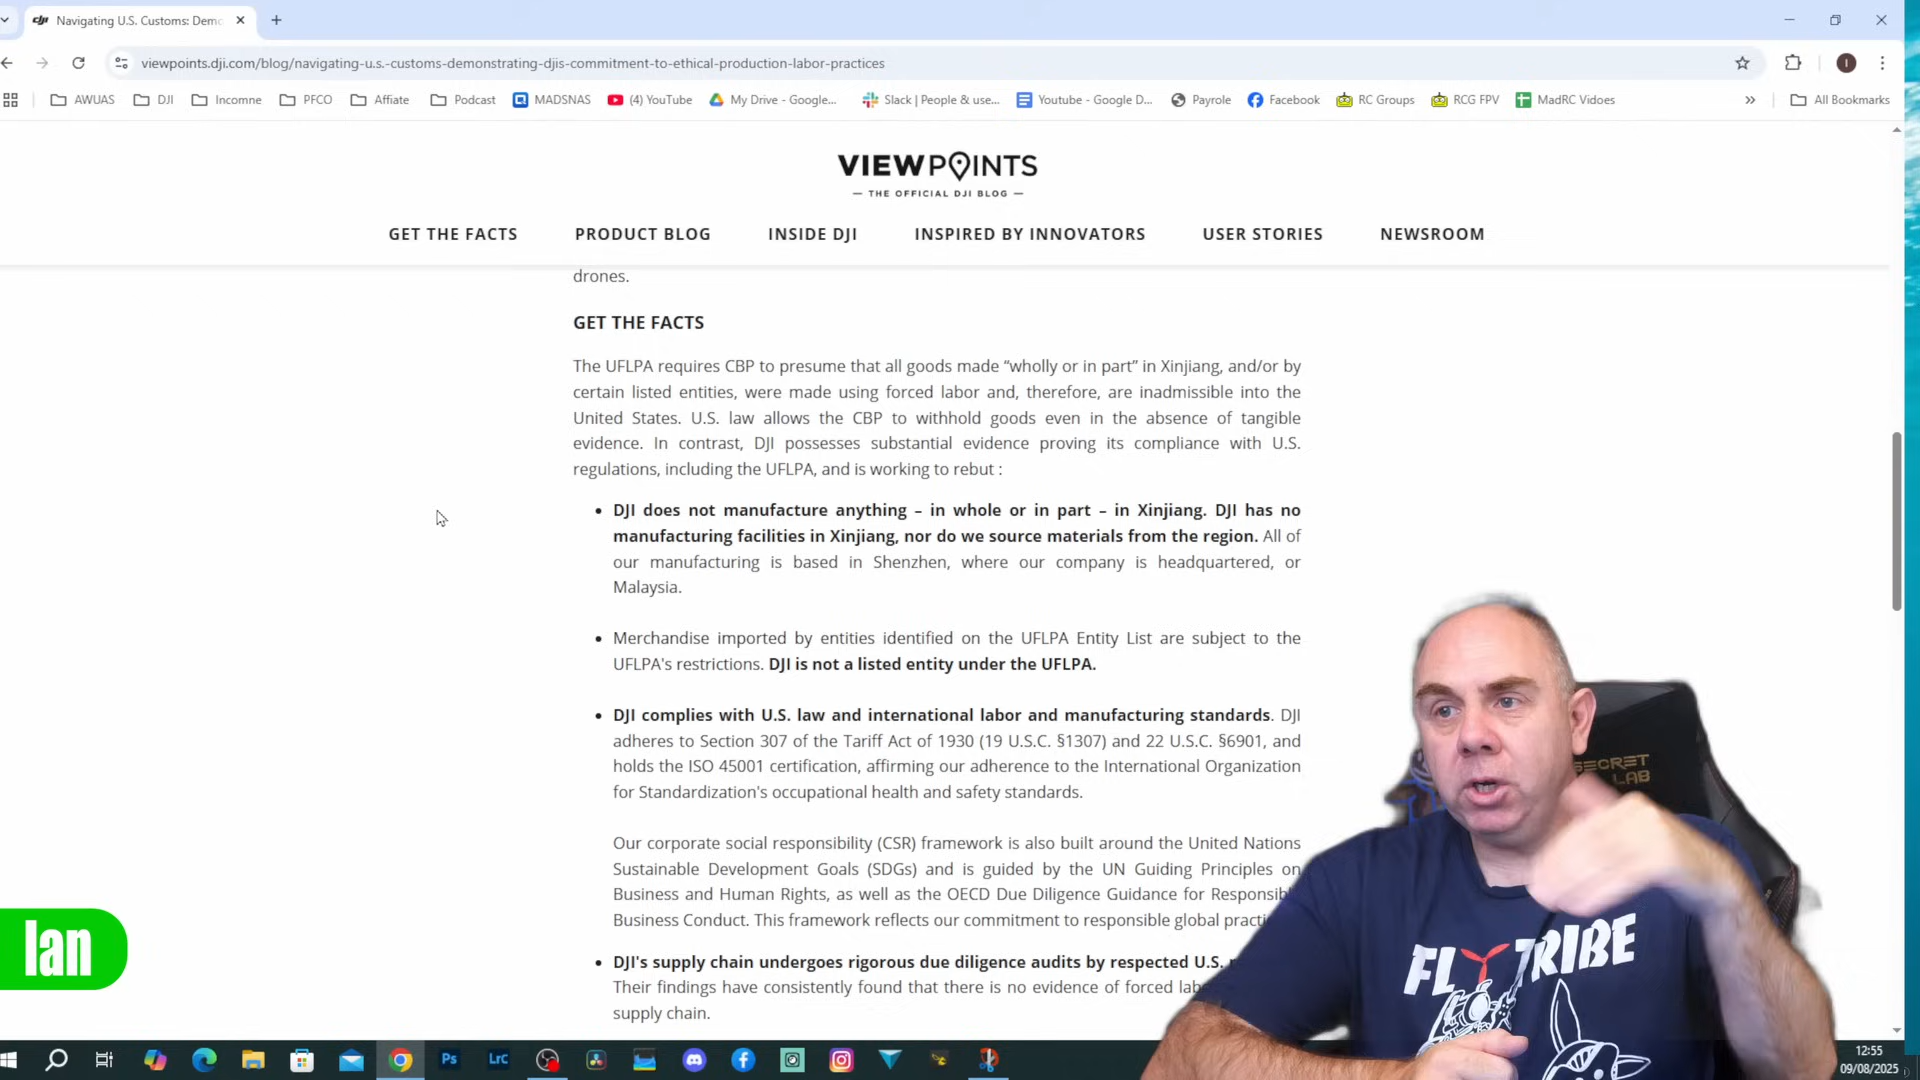 Navigating U.S. Customs: Demo
viewpoints.dji.com/blog/navigating-u.s.-customs-demonstrating-djis-commitment-to-ethical-production-labor-practices
I
AWUAS DJI Incomne PFCO Affiate Podcast MADSNAS (4) YouTube My Drive - Google... Slack | People & use... Youtube - Google D... Payrole Facebook RC Groups RCG FPV MadRC Vidoes » All Bookmarks
VIEWPOINTS
— THE OFFICIAL DJI BLOG —
GET THE FACTS PRODUCT BLOG INSIDE DJI INSPIRED BY INNOVATORS USER STORIES NEWSROOM
drones.
GET THE FACTS
The UFLPA requires CBP to presume that all goods made “wholly or in part” in Xinjiang, and/or by
certain listed entities, were made using forced labor and, therefore, are inadmissible into the
United States. U.S. law allows the CBP to withhold goods even in the absence of tangible
evidence. In contrast, DJI possesses substantial evidence proving its compliance with U.S.
regulations, including the UFLPA, and is working to rebut :
• DJI does not manufacture anything – in whole or in part – in Xinjiang. DJI has no
manufacturing facilities in Xinjiang, nor do we source materials from the region. All of
our manufacturing is based in Shenzhen, where our company is headquartered, or
Malaysia.
• Merchandise imported by entities identified on the UFLPA Entity List are subject to the
UFLPA's restrictions. DJI is not a listed entity under the UFLPA.
• DJI complies with U.S. law and international labor and manufacturing standards. DJI
adheres to Section 307 of the Tariff Act of 1930 (19 U.S.C. §1307) and 22 U.S.C. §6901, and
holds the ISO 45001 certification, affirming our adherence to the International Organization
for Standardization's occupational health and safety standards.
Our corporate social responsibility (CSR) framework is also built around the United Nations
Sustainable Development Goals (SDGs) and is guided by the UN Guiding Principles on
Business and Human Rights, as well as the OECD Due Diligence Guidance for Responsibl
Business Conduct. This framework reflects our commitment to responsible global practi
• DJI's supply chain undergoes rigorous due diligence audits by respected U.S.
Their findings have consistently found that there is no evidence of forced lab
supply chain.
SECRET
LAB
FLYTRIBE
Ian
Ps
LrC
12:55
09/08/2025